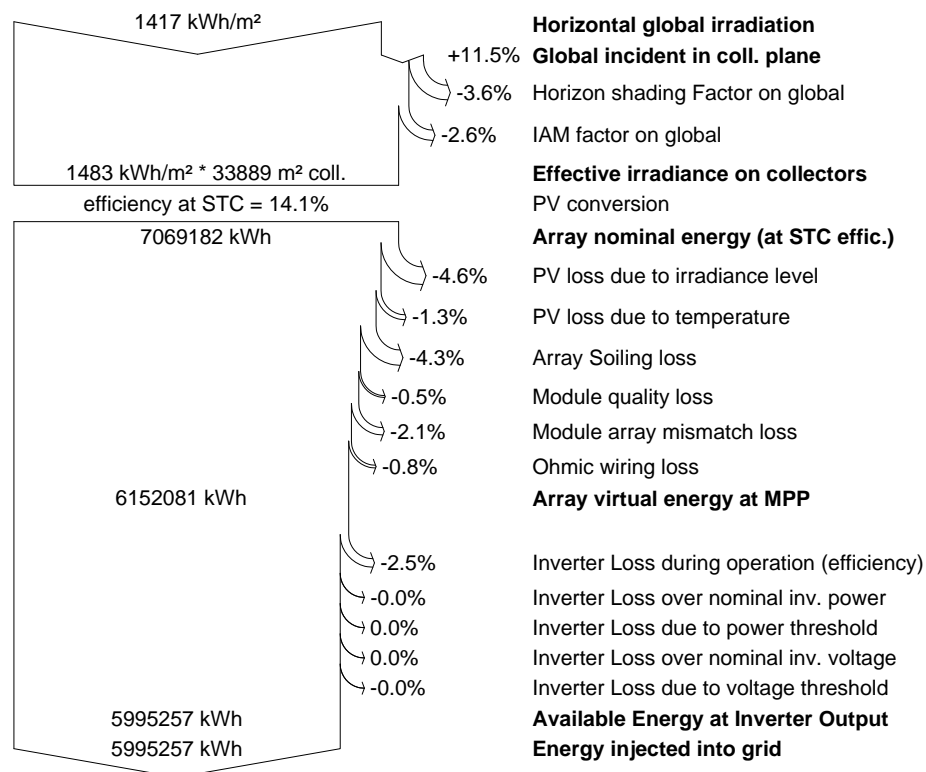 1417 kWh/m² Horizontal global irradiation
+11.5% Global incident in coll. plane
-3.6% Horizon shading Factor on global
-2.6% IAM factor on global
1483 kWh/m² * 33889 m² coll. Effective irradiance on collectors
efficiency at STC = 14.1% PV conversion
7069182 kWh Array nominal energy (at STC effic.)
-4.6% PV loss due to irradiance level
-1.3% PV loss due to temperature
-4.3% Array Soiling loss
-0.5% Module quality loss
-2.1% Module array mismatch loss
-0.8% Ohmic wiring loss
6152081 kWh Array virtual energy at MPP
-2.5% Inverter Loss during operation (efficiency)
-0.0% Inverter Loss over nominal inv. power
0.0% Inverter Loss due to power threshold
0.0% Inverter Loss over nominal inv. voltage
-0.0% Inverter Loss due to voltage threshold
5995257 kWh Available Energy at Inverter Output
5995257 kWh Energy injected into grid